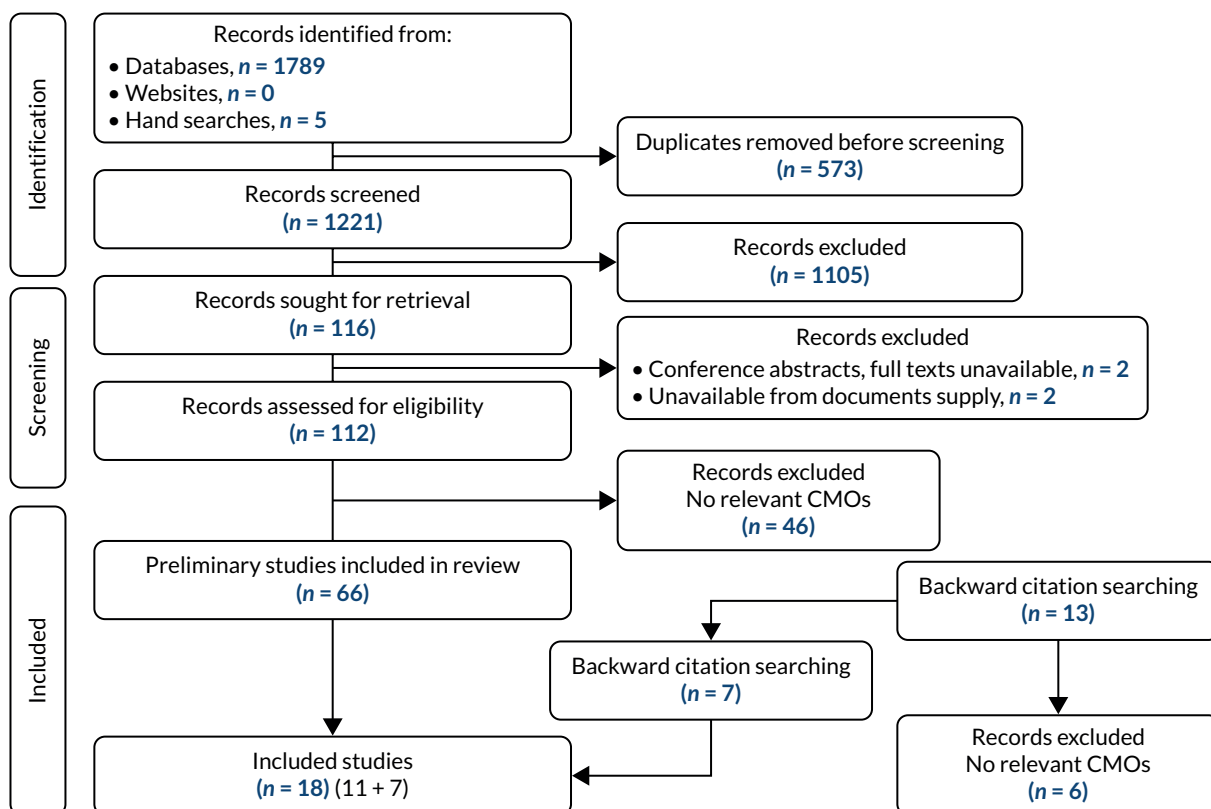 Identification
Records identified from:
• Databases, n = 1789
• Websites, n = 0
• Hand searches, n = 5
Duplicates removed before screening
(n = 573)
Records screened
(n = 1221)
Records excluded
(n = 1105)
Screening
Records sought for retrieval
(n = 116)
Records excluded
• Conference abstracts, full texts unavailable, n = 2
• Unavailable from documents supply, n = 2
Records assessed for eligibility
(n = 112)
Records excluded
No relevant CMOs
(n = 46)
Included
Preliminary studies included in review
(n = 66)
Backward citation searching
(n = 13)
Backward citation searching
(n = 7)
Records excluded
No relevant CMOs
(n = 6)
Included studies
(n = 18) (11 + 7)